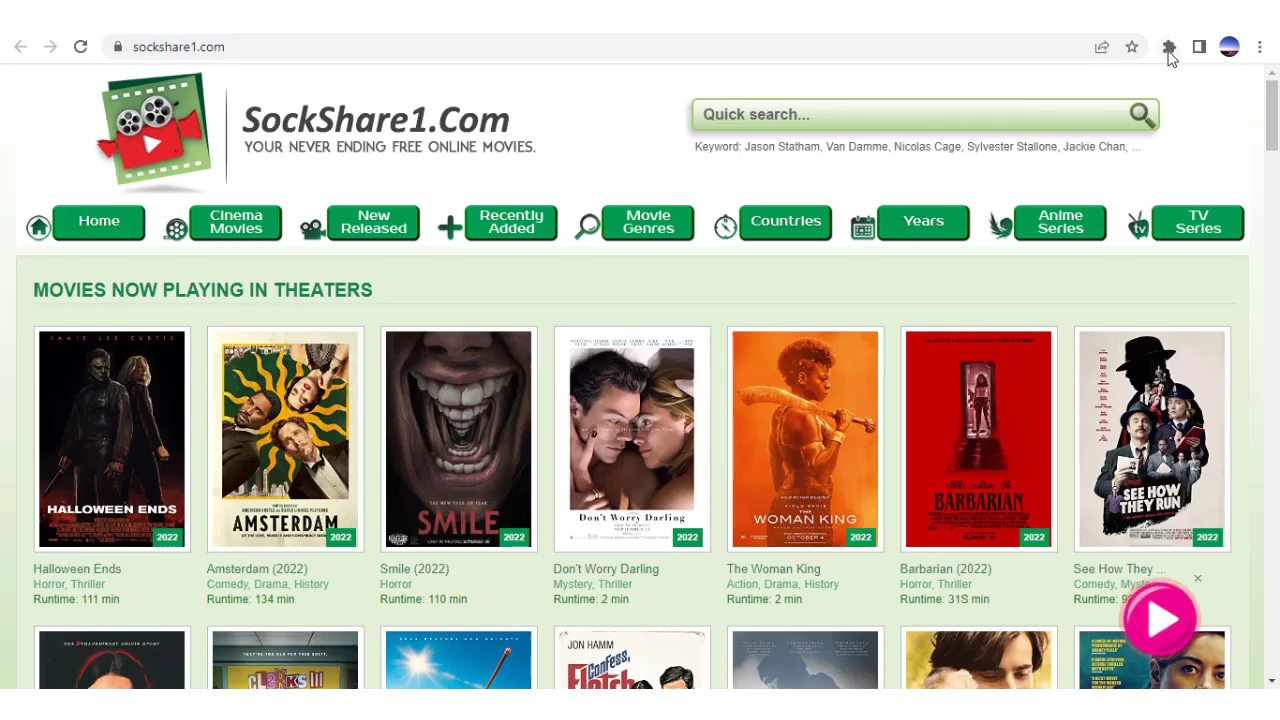 sockshare1.com
SockShare1.Com
YOUR NEVER ENDING FREE ONLINE MOVIES.
Quick search...
Keyword: Jason Statham, Van Damme, Nicolas Cage, Sylvester Stallone, Jackie Chan, ...
Home
Cinema
Movies
New
Released
Recently
Added
Movie
Genres
Countries
Years
Anime
Series
TV
Series
MOVIES NOW PLAYING IN THEATERS
JAMIE LEE CURTIS
HALLOWEEN ENDS
2022
AMSTERDAM
2022
SMILE
2022
Don't Worry Darling
2022
THE
WOMAN KING
2022
BARBARIAN
2022
SEE HOW
THEY RUN
2022
Halloween Ends
Horror, Thriller
Runtime: 111 min
Amsterdam (2022)
Comedy, Drama, History
Runtime: 134 min
Smile (2022)
Horror
Runtime: 110 min
Don't Worry Darling
Mystery, Thriller
Runtime: 2 min
The Woman King
Action, Drama, History
Runtime: 2 min
Barbarian (2022)
Horror, Thriller
Runtime: 31S min
See How They ...
Comedy,
Runtime:
CLERKS III
JON HAMM
Confess,
Fletch